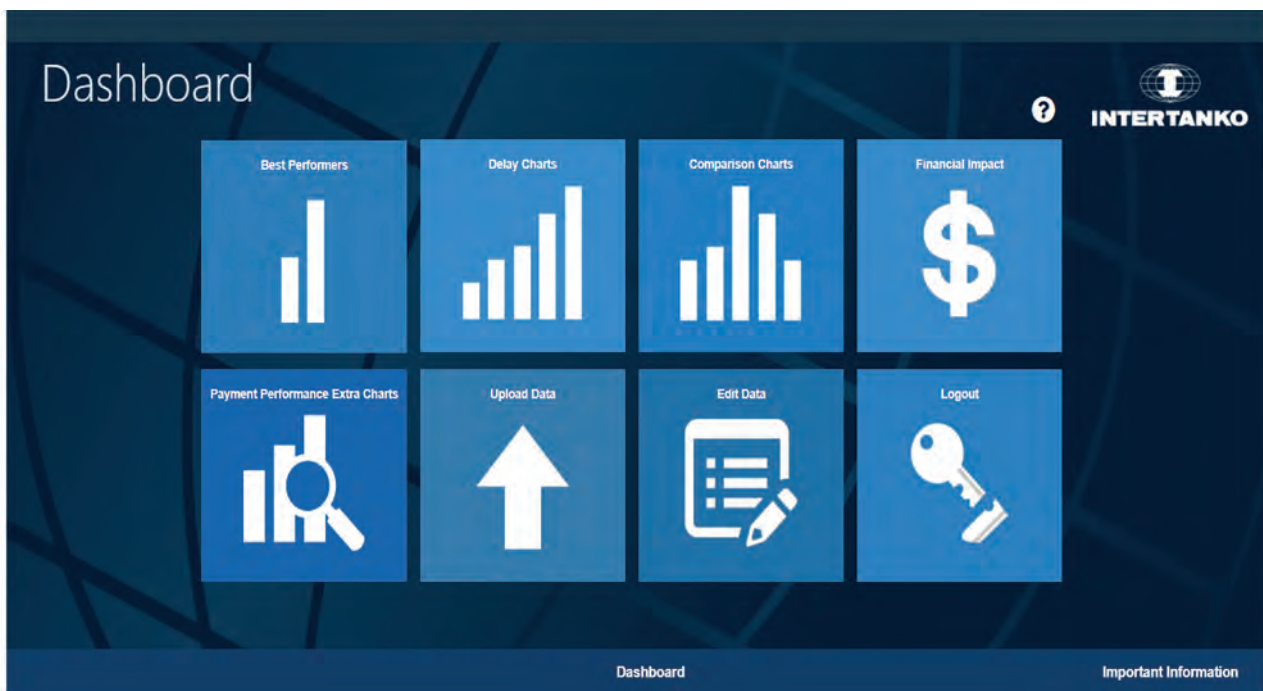 Dashboard
?
INTERTANKO
Best Performers
Delay Charts
Comparison Charts
Financial Impact
$
Payment Performance Extra Charts
Upload Data
Edit Data
Logout
Dashboard
Important Information